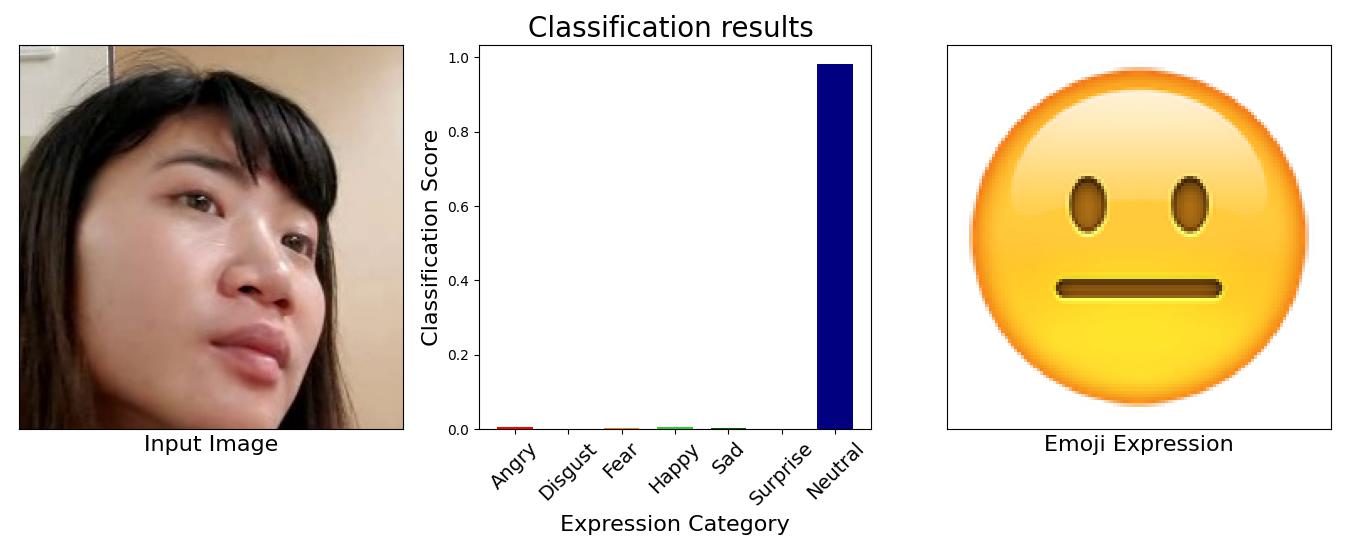 Classification results
Classification Score
1.0
0.8
0.6
0.4
0.2
0.0
Angry
Disgust
Fear
Happy
Sad
Surprise
Neutral
Expression Category
Input Image
Emoji Expression